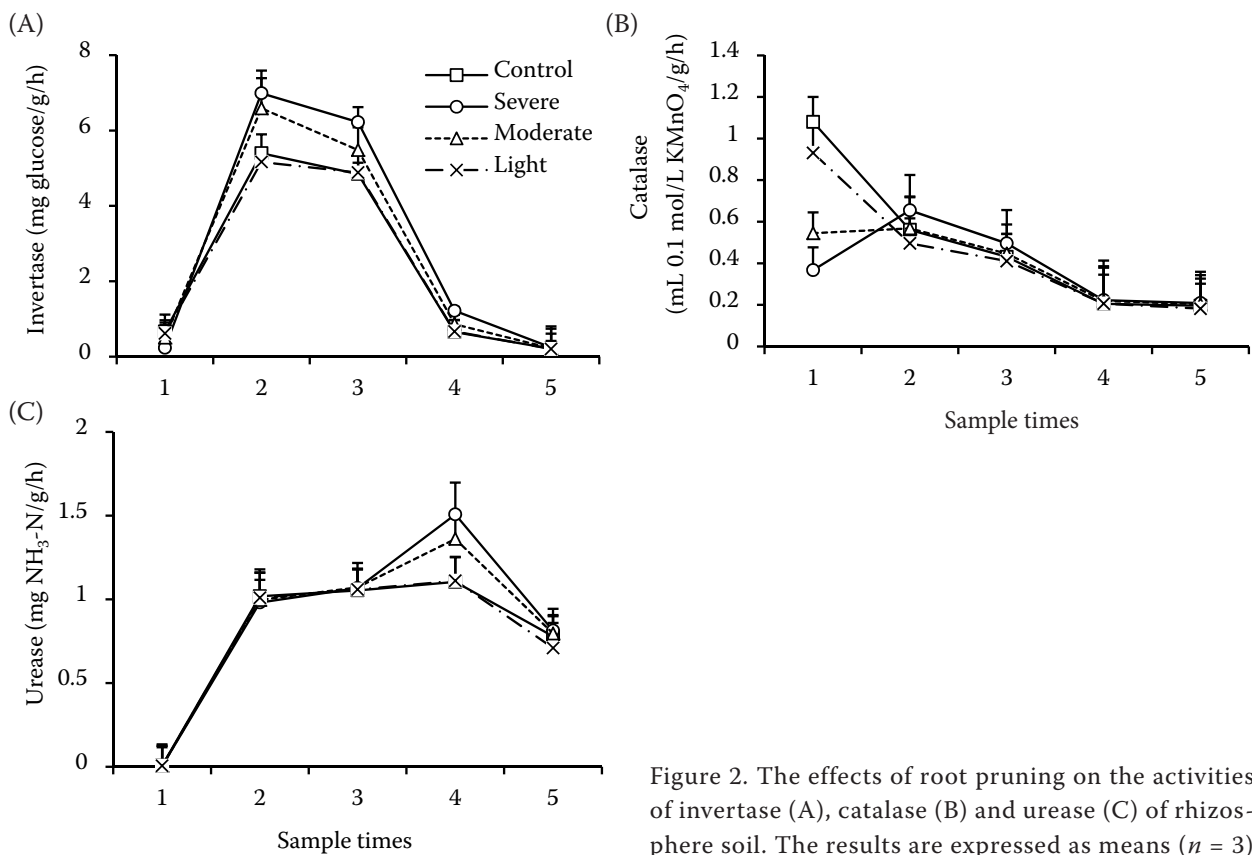 (A)
Invertase (mg glucose/g/h)
8
6
4
2
0
1 2 3 4 5
Control
Severe
Moderate
Light
(B)
Catalase
(mL 0.1 mol/L KMnO₄/g/h)
1.4
1.2
1
0.8
0.6
0.4
0.2
0
1 2 3 4 5
Sample times
(C)
Urease (mg NH₃-N/g/h)
2
1.5
1
0.5
0
1 2 3 4 5
Sample times
Figure 2. The effects of root pruning on the activities
of invertase (A), catalase (B) and urease (C) of rhizos-
phere soil. The results are expressed as means (n = 3)